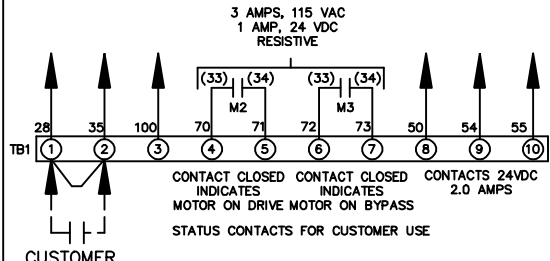 3 AMPS, 115 VAC
1 AMP, 24 VDC
RESISTIVE
(33) (34) (33) (34)
M2 M3
28 35 100 70 71 72 73 50 54 55
TB1 1 2 3 4 5 6 7 8 9 10
CONTACT CLOSED CONTACT CLOSED CONTACTS 24VDC
INDICATES INDICATES 2.0 AMPS
MOTOR ON DRIVE MOTOR ON BYPASS
STATUS CONTACTS FOR CUSTOMER USE
CUSTOMER